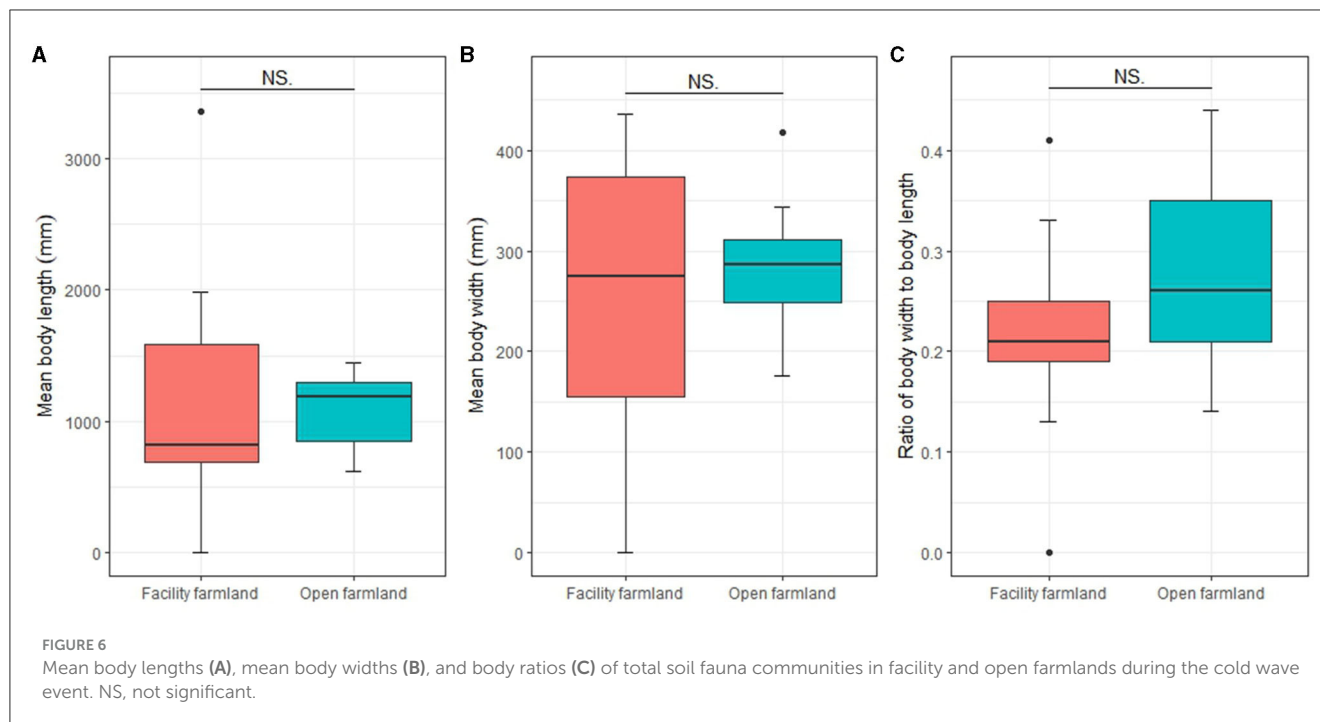 A
NS.
Mean body length (mm)
3000
2000
1000
0
Facility farmland
Open farmland
B
NS.
Mean body width (mm)
400
300
200
100
0
Facility farmland
Open farmland
C
NS.
Ratio of body width to body length
0.4
0.3
0.2
0.1
0.0
Facility farmland
Open farmland
FIGURE 6
Mean body lengths (A), mean body widths (B), and body ratios (C) of total soil fauna communities in facility and open farmlands during the cold wave
event. NS, not significant.